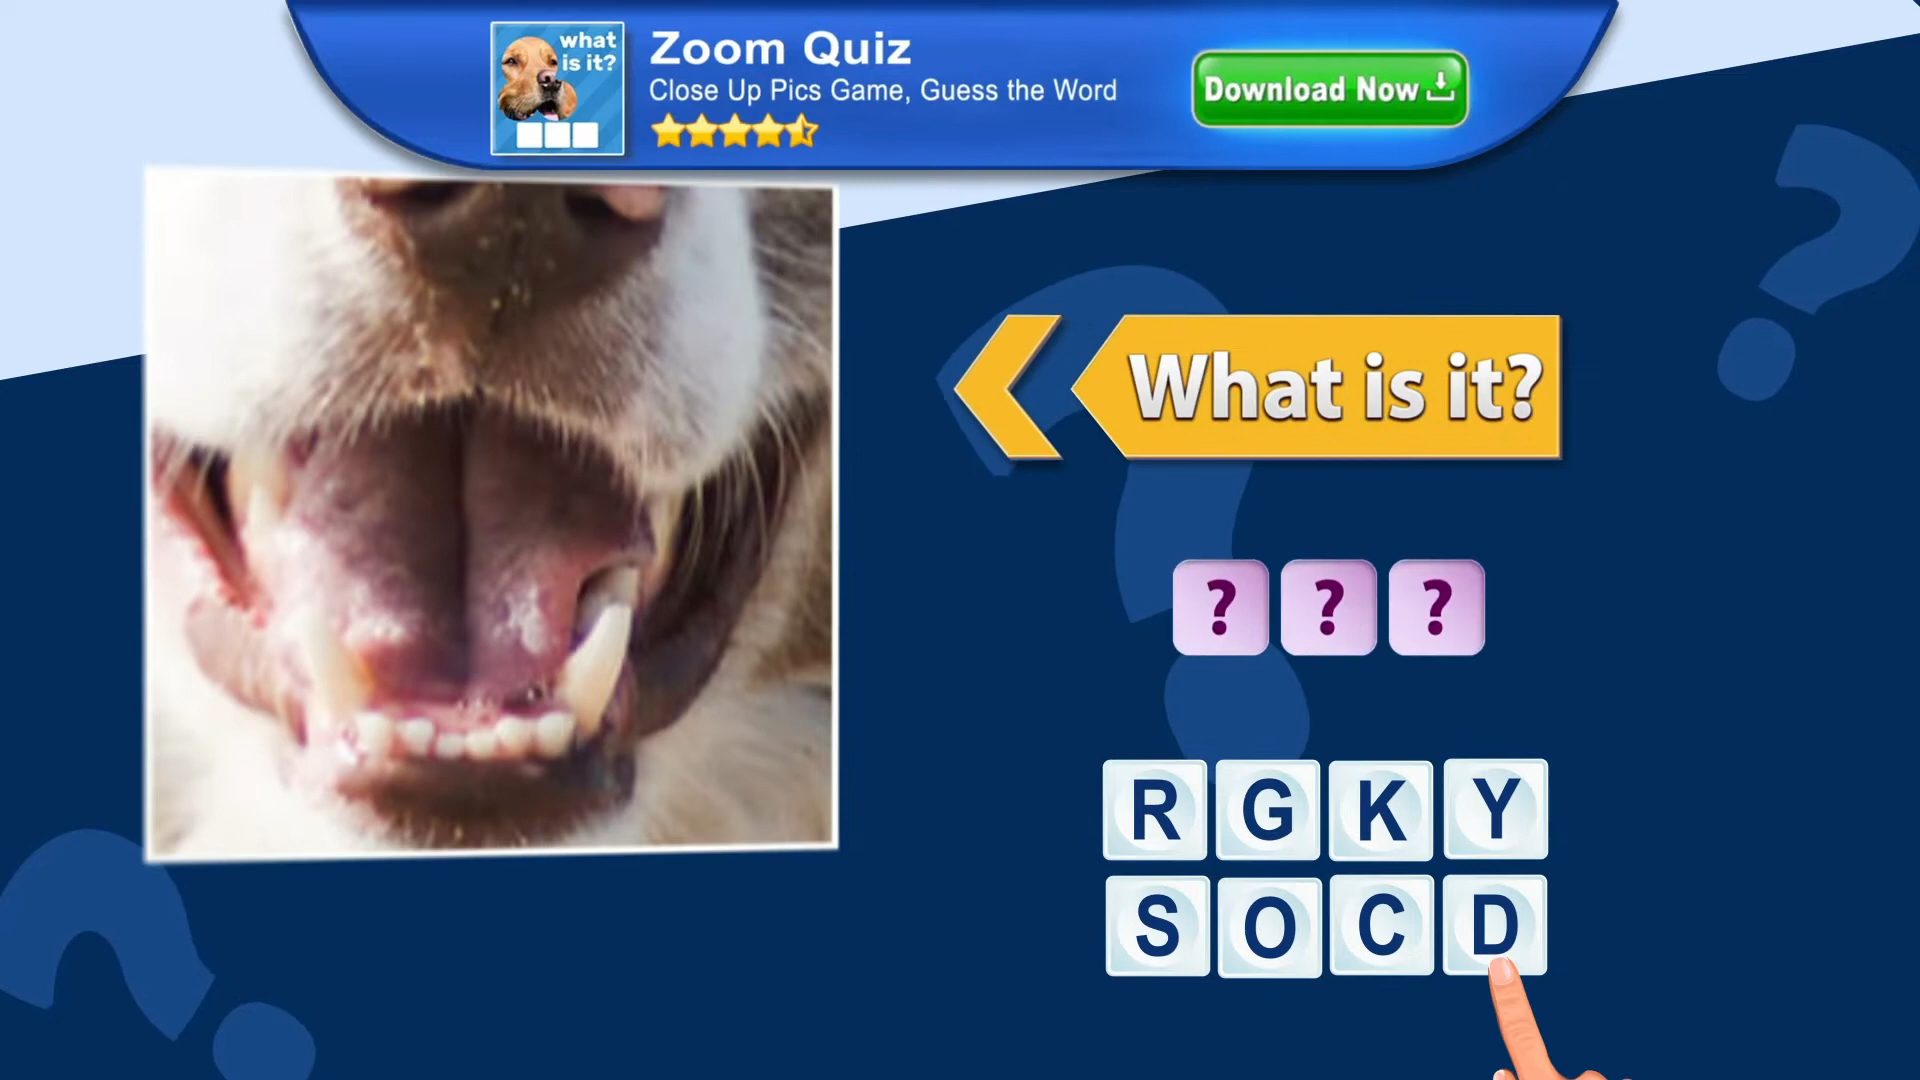 what
is it?
Zoom Quiz
Close Up Pics Game, Guess the Word
Download Now
What is it?
? ? ?
R G K Y
S O C D